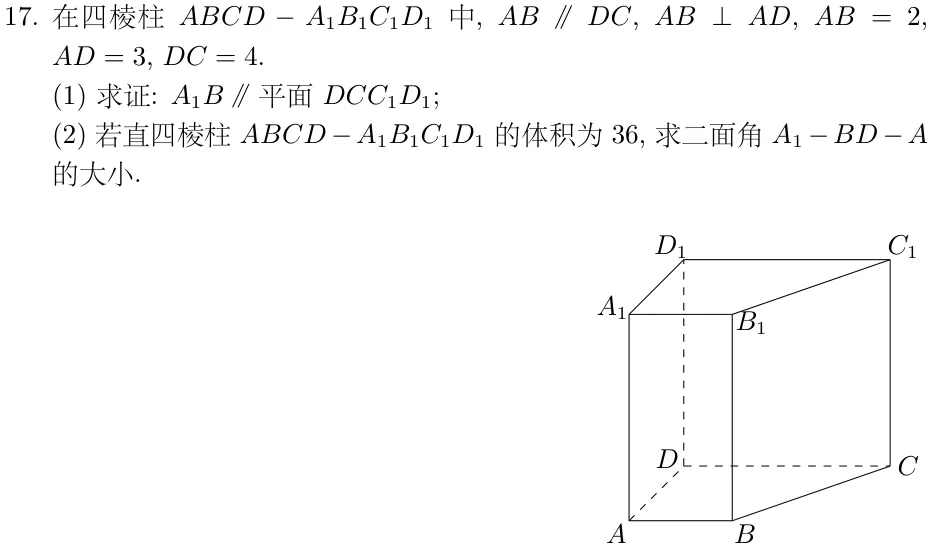 17. 在四棱柱 ABCD − A₁B₁C₁D₁ 中, AB ∥ DC, AB ⊥ AD, AB = 2,
AD = 3, DC = 4.
(1) 求证: A₁B ∥ 平面 DCC₁D₁;
(2) 若直四棱柱 ABCD − A₁B₁C₁D₁ 的体积为 36, 求二面角 A₁ − BD − A
的大小.
D₁
C₁
A₁
B₁
D
C
A
B